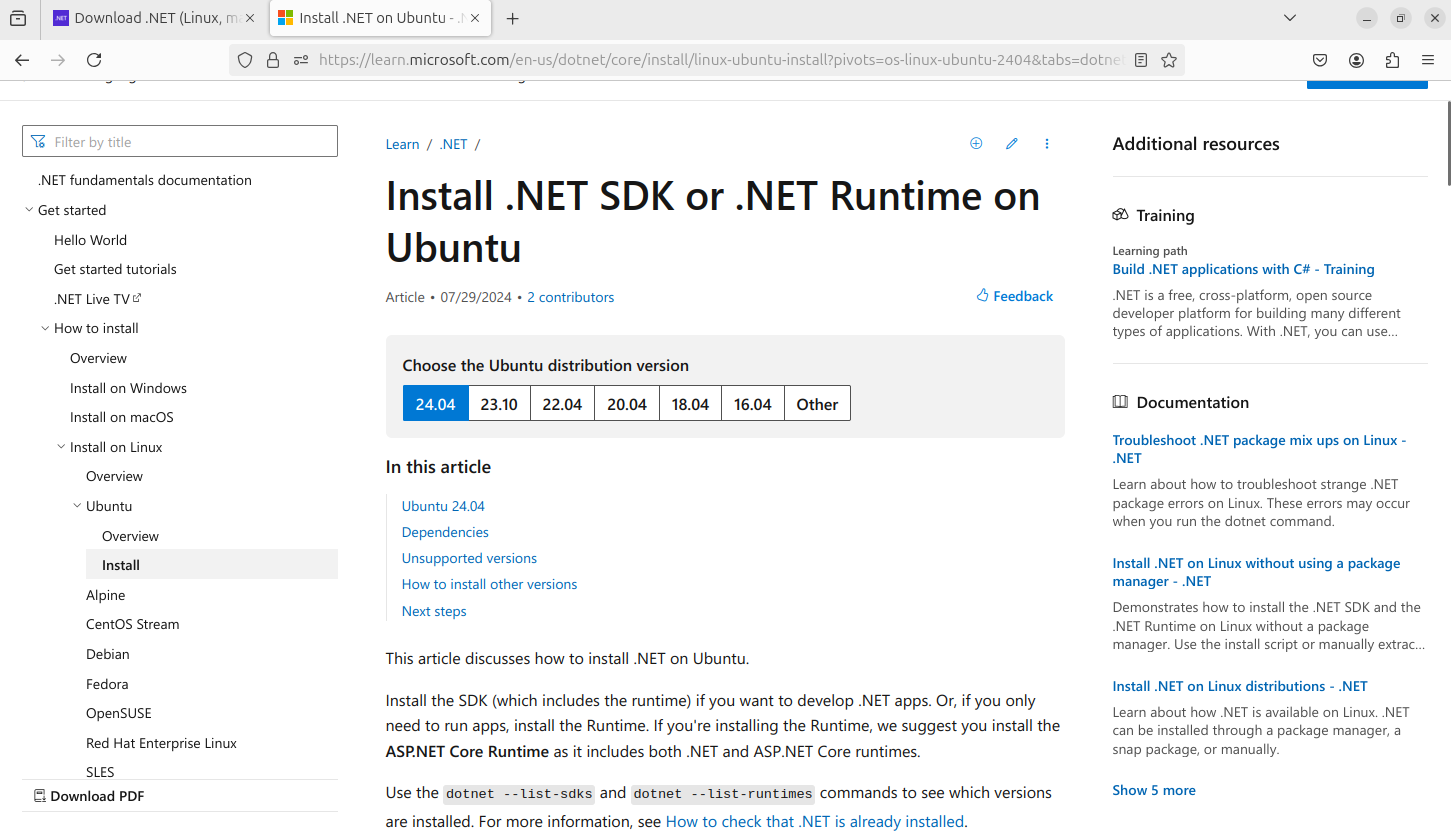 .NET Download .NET (Linux, ma
Install .NET on Ubuntu - .N
https://learn.microsoft.com/en-us/dotnet/core/install/linux-ubuntu-install?pivots=os-linux-ubuntu-2404&tabs=dotne
Filter by title
.NET fundamentals documentation
Get started
Hello World
Get started tutorials
.NET Live TV
How to install
Overview
Install on Windows
Install on macOS
Install on Linux
Overview
Ubuntu
Overview
Install
Alpine
CentOS Stream
Debian
Fedora
OpenSUSE
Red Hat Enterprise Linux
SLES
Download PDF
Learn / .NET /
Install .NET SDK or .NET Runtime on
Ubuntu
Article • 07/29/2024 • 2 contributors
Feedback
Choose the Ubuntu distribution version
24.04 23.10 22.04 20.04 18.04 16.04 Other
In this article
Ubuntu 24.04
Dependencies
Unsupported versions
How to install other versions
Next steps
This article discusses how to install .NET on Ubuntu.
Install the SDK (which includes the runtime) if you want to develop .NET apps. Or, if you only
need to run apps, install the Runtime. If you're installing the Runtime, we suggest you install the
ASP.NET Core Runtime as it includes both .NET and ASP.NET Core runtimes.
Use the dotnet --list-sdks and dotnet --list-runtimes commands to see which versions
are installed. For more information, see How to check that .NET is already installed.
Additional resources
Training
Learning path
Build .NET applications with C# - Training
.NET is a free, cross-platform, open source
developer platform for building many different
types of applications. With .NET, you can use...
Documentation
Troubleshoot .NET package mix ups on Linux -
.NET
Learn about how to troubleshoot strange .NET
package errors on Linux. These errors may occur
when you run the dotnet command.
Install .NET on Linux without using a package
manager - .NET
Demonstrates how to install the .NET SDK and the
.NET Runtime on Linux without a package
manager. Use the install script or manually extrac...
Install .NET on Linux distributions - .NET
Learn about how .NET is available on Linux. .NET
can be installed through a package manager, a
snap package, or manually.
Show 5 more